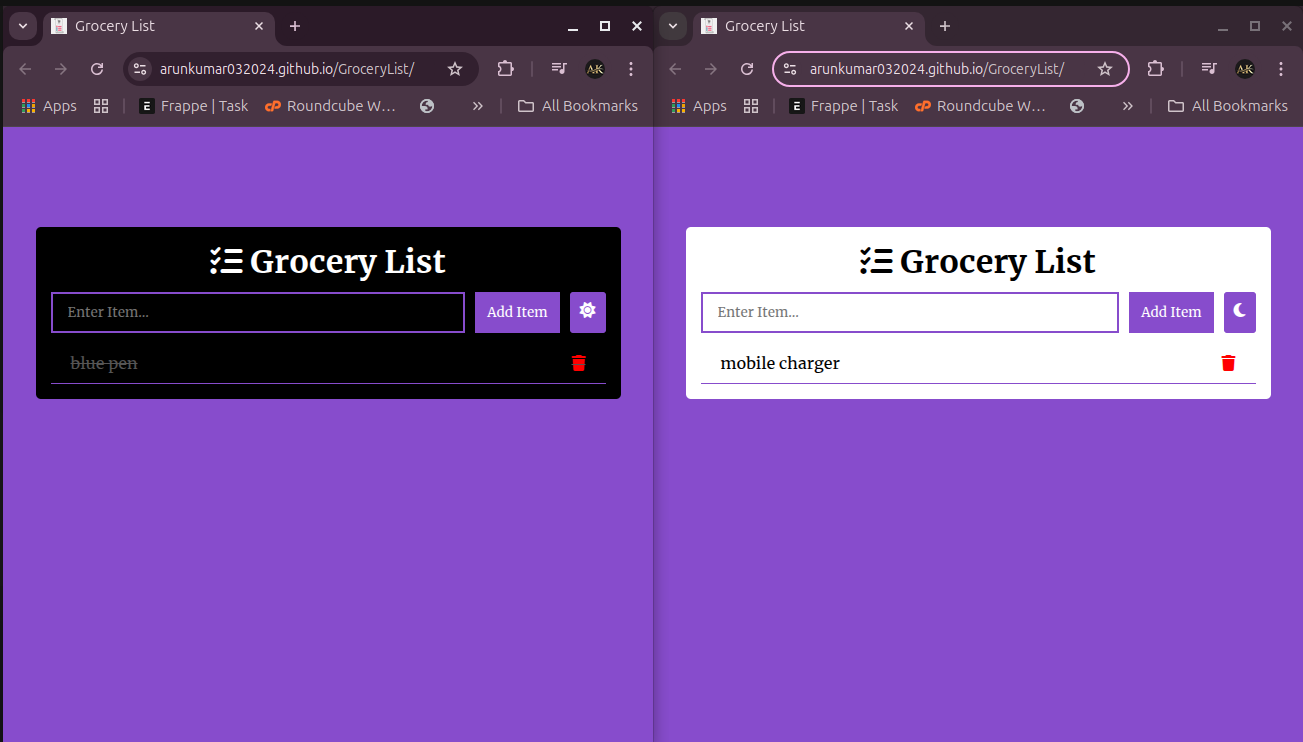 Grocery List
arunkumar032024.github.io/GroceryList/
Apps
Frappe | Task
Roundcube W...
All Bookmarks
Grocery List
Enter Item...
Add Item
blue pen
Grocery List
arunkumar032024.github.io/GroceryList/
Apps
Frappe | Task
Roundcube W...
All Bookmarks
Grocery List
Enter Item...
Add Item
mobile charger